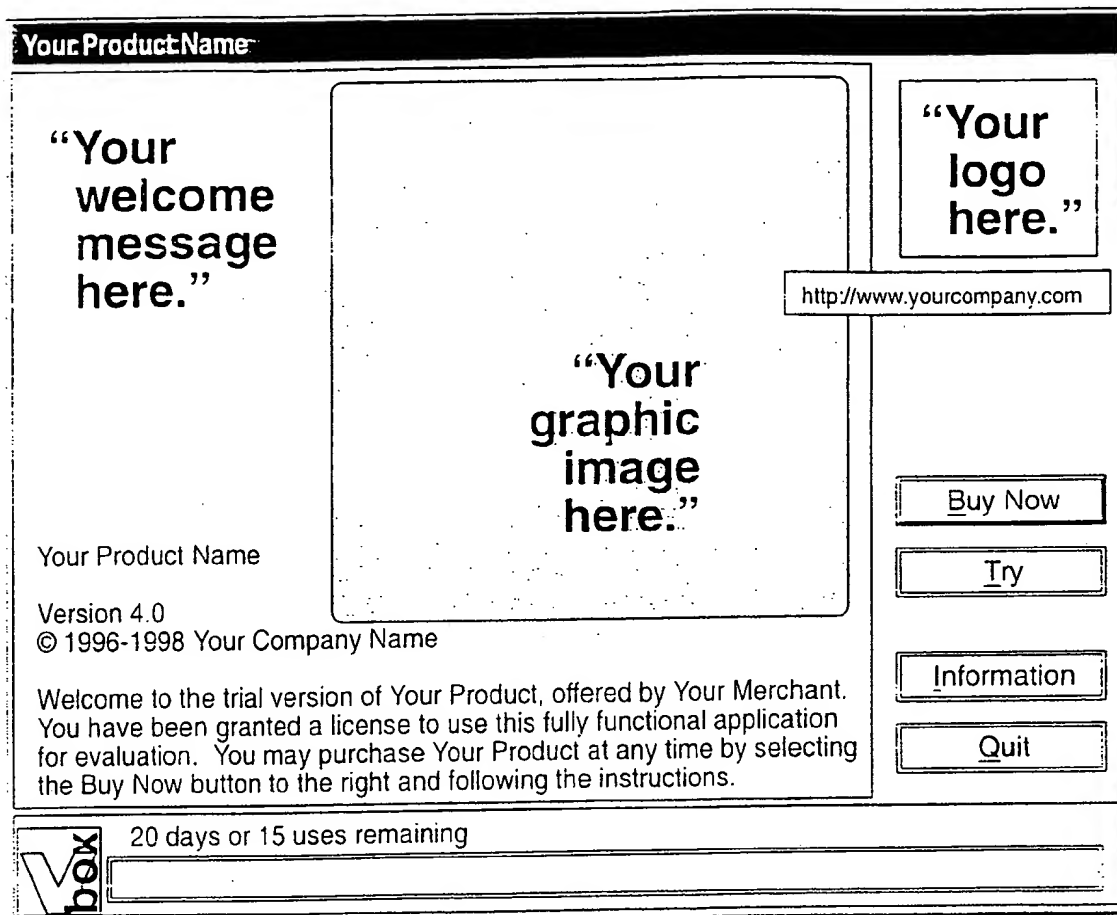 Your Product Name
“Your
welcome
message
here.”
“Your
graphic
image
here.”
“Your
logo
here.”
http://www.yourcompany.com
Buy Now
Try
Information
Quit
Your Product Name
Version 4.0
© 1996-1998 Your Company Name
Welcome to the trial version of Your Product, offered by Your Merchant.
You have been granted a license to use this fully functional application
for evaluation. You may purchase Your Product at any time by selecting
the Buy Now button to the right and following the instructions.
20 days or 15 uses remaining
Vbox